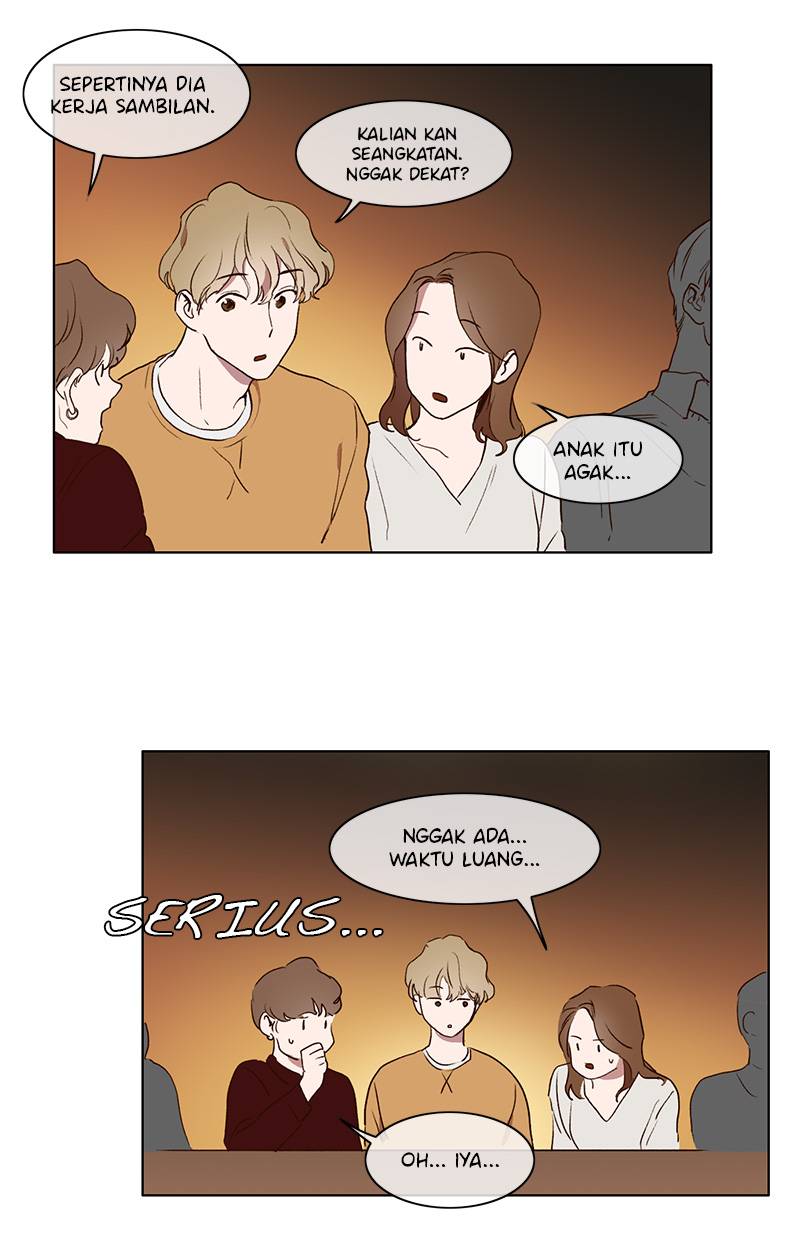 SEPERTINYA DIA
KERJA SAMBILAN.
KALIAN KAN
SEANGKATAN.
NGGAK DEKAT?
ANAK ITU
AGAK...
NGGAK ADA...
WAKTU LUANG...
SERIUS...
OH... IYA...